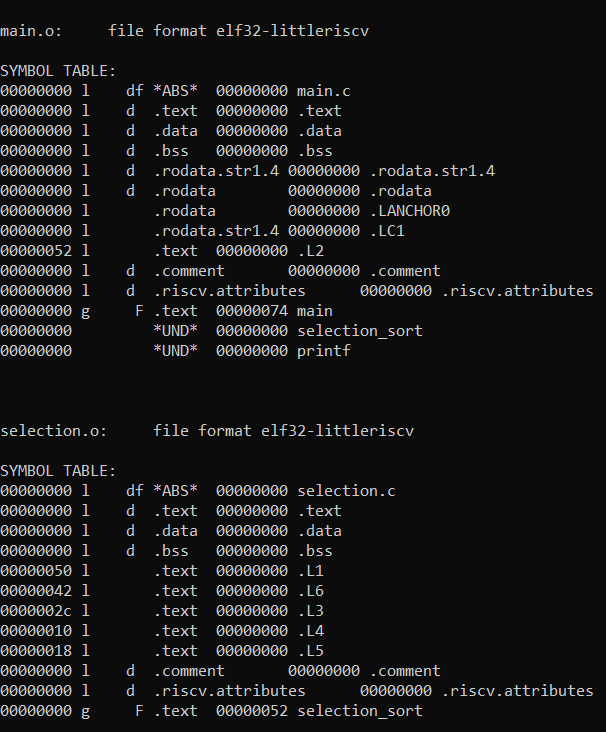 main.o:     file format elf32-littleriscv
SYMBOL TABLE:
00000000 l    df *ABS*  00000000 main.c
00000000 l    d  .text  00000000 .text
00000000 l    d  .data  00000000 .data
00000000 l    d  .bss   00000000 .bss
00000000 l    d  .rodata.str1.4 00000000 .rodata.str1.4
00000000 l    d  .rodata        00000000 .rodata
00000000 l       .rodata        00000000 .LANCHOR0
00000000 l       .rodata.str1.4 00000000 .LC1
00000052 l       .text  00000000 .L2
00000000 l    d  .comment       00000000 .comment
00000000 l    d  .riscv.attributes      00000000 .riscv.attributes
00000000 g     F .text  00000074 main
00000000         *UND*  00000000 selection_sort
00000000         *UND*  00000000 printf
selection.o:     file format elf32-littleriscv
SYMBOL TABLE:
00000000 l    df *ABS*  00000000 selection.c
00000000 l    d  .text  00000000 .text
00000000 l    d  .data  00000000 .data
00000000 l    d  .bss   00000000 .bss
00000050 l       .text  00000000 .L1
00000042 l       .text  00000000 .L6
0000002c l       .text  00000000 .L3
00000010 l       .text  00000000 .L4
00000018 l       .text  00000000 .L5
00000000 l    d  .comment       00000000 .comment
00000000 l    d  .riscv.attributes      00000000 .riscv.attributes
00000000 g     F .text  00000052 selection_sort